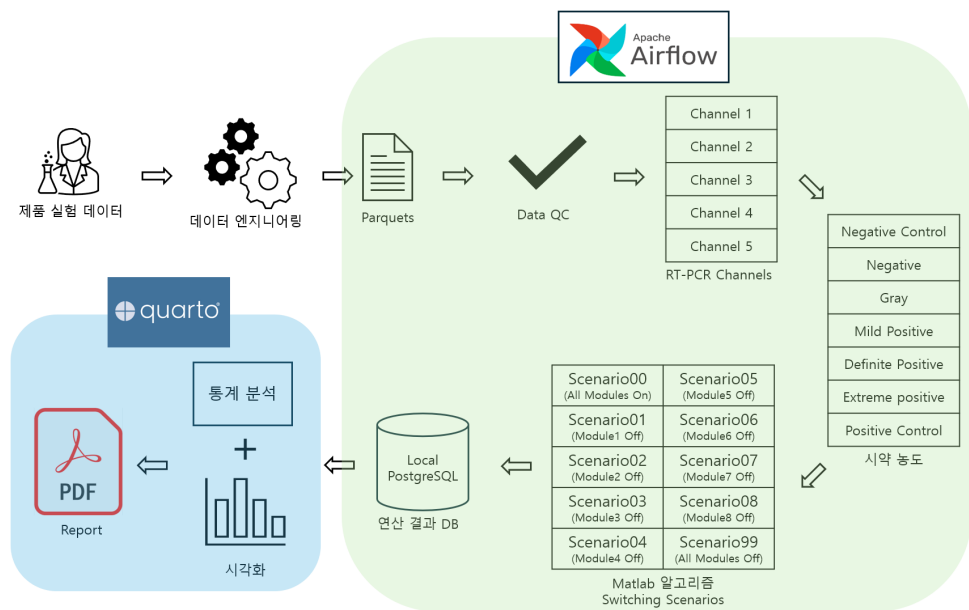 Apache
Airflow
제품 실험 데이터
데이터 엔지니어링
Parquets
Data QC
Channel 1
Channel 2
Channel 3
Channel 4
Channel 5
RT-PCR Channels
Negative Control
Negative
Gray
Mild Positive
Definite Positive
Extreme positive
Positive Control
시약 농도
Scenario00
(All Modules On)
Scenario05
(Module5 Off)
Scenario01
(Module1 Off)
Scenario06
(Module6 Off)
Scenario02
(Module2 Off)
Scenario07
(Module7 Off)
Scenario03
(Module3 Off)
Scenario08
(Module8 Off)
Scenario04
(Module4 Off)
Scenario99
(All Modules Off)
Matlab 알고리즘
Switching Scenarios
Local
PostgreSQL
연산 결과 DB
quarto
통계 분석
+
시각화
PDF
Report